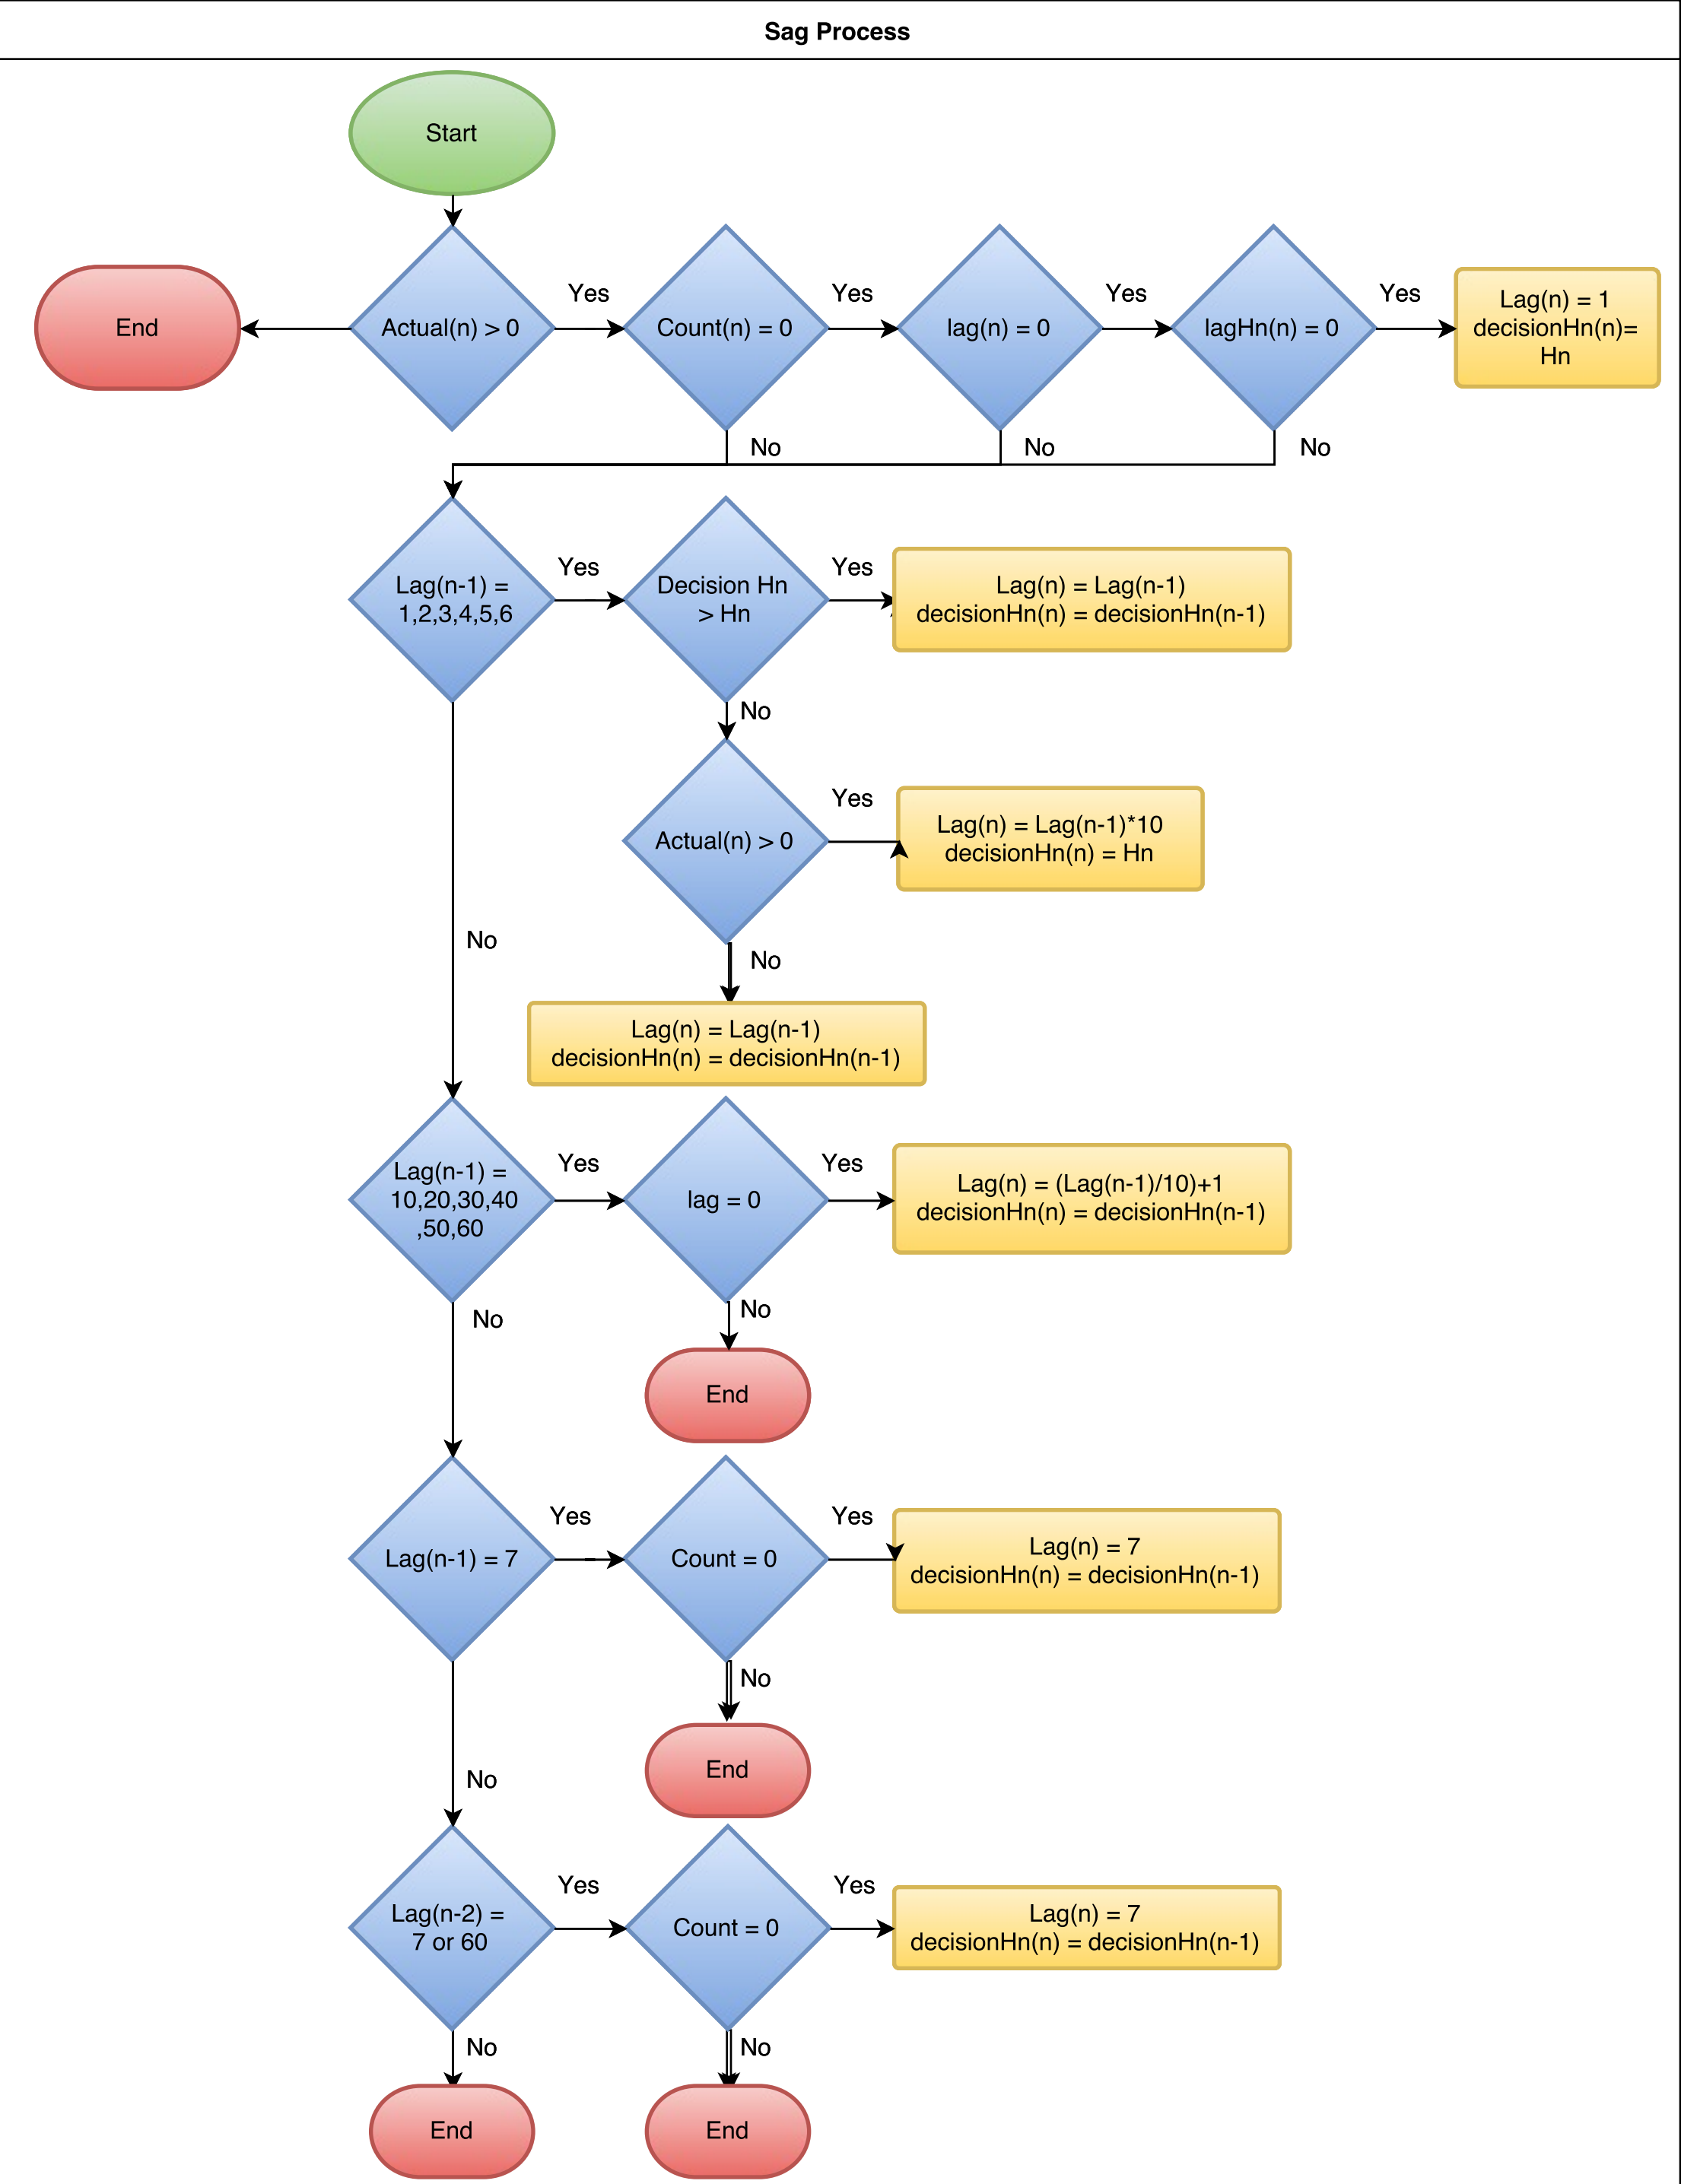 Sag Process
Start
End
Actual(n) > 0
Yes
Count(n) = 0
Yes
lag(n) = 0
Yes
lagHn(n) = 0
Yes
Lag(n) = 1
decisionHn(n)=
Hn
No
No
No
Lag(n-1) =
1,2,3,4,5,6
Yes
Decision Hn
> Hn
Yes
Lag(n) = Lag(n-1)
decisionHn(n) = decisionHn(n-1)
No
Actual(n) > 0
Yes
Lag(n) = Lag(n-1)*10
decisionHn(n) = Hn
No
No
Lag(n) = Lag(n-1)
decisionHn(n) = decisionHn(n-1)
Lag(n-1) =
10,20,30,40
,50,60
Yes
lag = 0
Yes
Lag(n) = (Lag(n-1)/10)+1
decisionHn(n) = decisionHn(n-1)
No
No
End
Lag(n-1) = 7
Yes
Count = 0
Yes
Lag(n) = 7
decisionHn(n) = decisionHn(n-1)
No
End
No
Lag(n-2) =
7 or 60
Yes
Count = 0
Yes
Lag(n) = 7
decisionHn(n) = decisionHn(n-1)
No
No
End
End